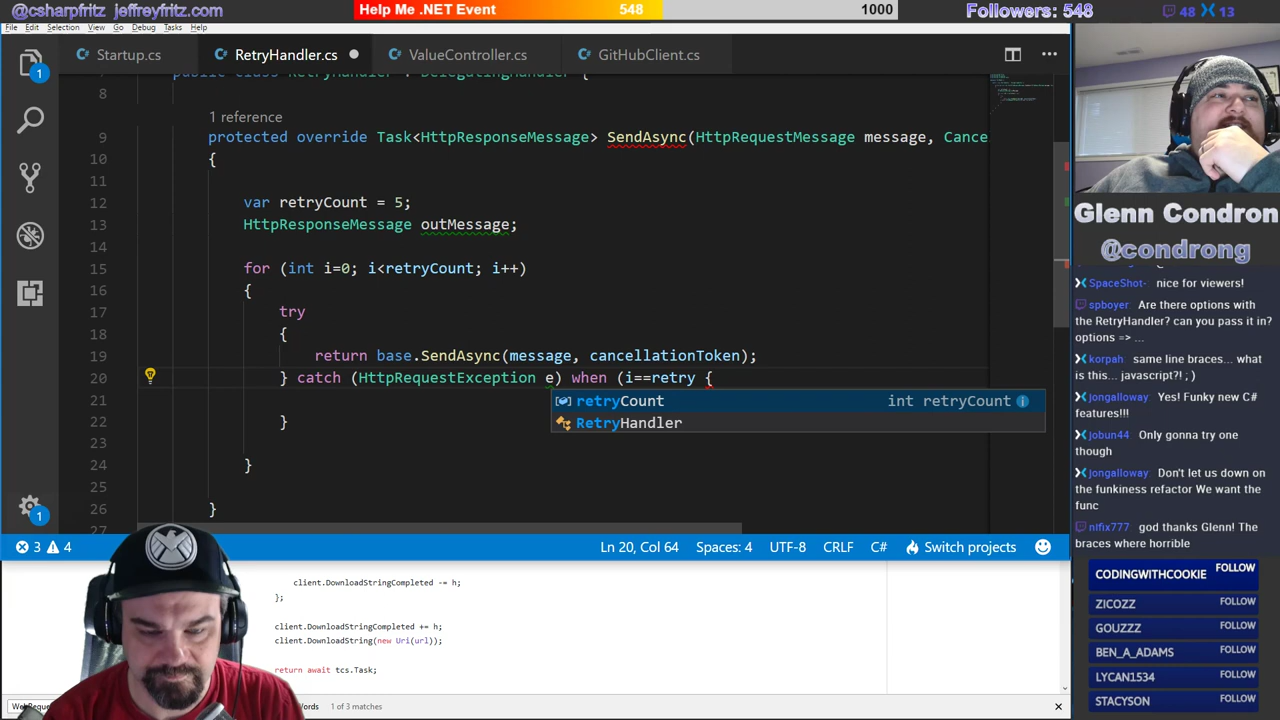 @csharpfritz jeffreyfritz.com
Help Me .NET Event 548 1000
Followers: 548 48 13
File Edit Selection View Go Debug Tasks Help
Startup.cs RetryHandler.cs ValueController.cs GitHubClient.cs
1
public class RetryHandler : DelegatingHandler {
8
1 reference
9 protected override Task<HttpResponseMessage> SendAsync(HttpRequestMessage message, Cance
10 {
11
12 var retryCount = 5;
13 HttpResponseMessage outMessage;
14
15 for (int i=0; i<retryCount; i++)
16 {
17 try
18 {
19 return base.SendAsync(message, cancellationToken);
20 } catch (HttpRequestException e) when (i==retry {
retryCount int retryCount
RetryHandler
21
22 }
23
24 }
25
26 }
27
1
3 4 Ln 20, Col 64 Spaces: 4 UTF-8 CRLF C# Switch projects
client.DownloadStringCompleted -= h;
};
client.DownloadStringCompleted += h;
client.DownloadString(new Uri(url));
return await tcs.Task;
1 of 3 matches
Glenn Condron
@condrong
SpaceShot- nice for viewers!
spboyer Are there options with
the RetryHandler? can you pass it in?
options => ...
korpah same line braces... what
is this... javascript?! ; )
jongalloway Yes! Funky new C#
features!!!
jobun44 Only gonna try one
though
jongalloway Don't let us down on
the funkiness refactor We want the
func
nifix777 god thanks Glenn! The
braces where horrible
CODINGWITHCOOKIE FOLLOW
ZICOZZ FOLLOW
GOUZZZ FOLLOW
BEN_A_ADAMS FOLLOW
LYCAN1534 FOLLOW
STACYSON FOLLOW